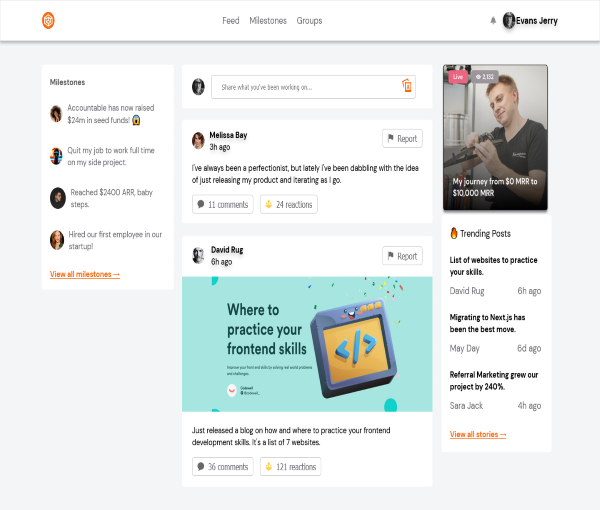 Feed Milestones Groups
Evans Jerry
Milestones
Accountable has now raised
$24m in seed funds! 😱
Quit my job to work full time
on my side project.
Reached $2400 ARR, baby
steps.
Hired our first employee in our
startup!
View all milestones →
Share what you've been working on...
Melissa Bay
3h ago
Report
I've always been a perfectionist, but lately I've been dabbling with the idea
of just releasing my product and iterating as I go.
11 comments 24 reactions
David Rug
6h ago
Report
Where to
practice your
frontend skills
Improve your front end skills by solving real world problems
and challenges
Just released a blog on how and where to practice your frontend
development skills. It's a list of 7 websites.
36 comments 121 reactions
Live 2,132
My journey from $0 MRR to
$10,000 MRR
🔥 Trending Posts
List of websites to practice
your skills.
David Rug 6h ago
Migrating to Next.js has
been the best move.
May Day 6d ago
Referral Marketing grew our
project by 240%.
Sara Jack 4h ago
View all stories →